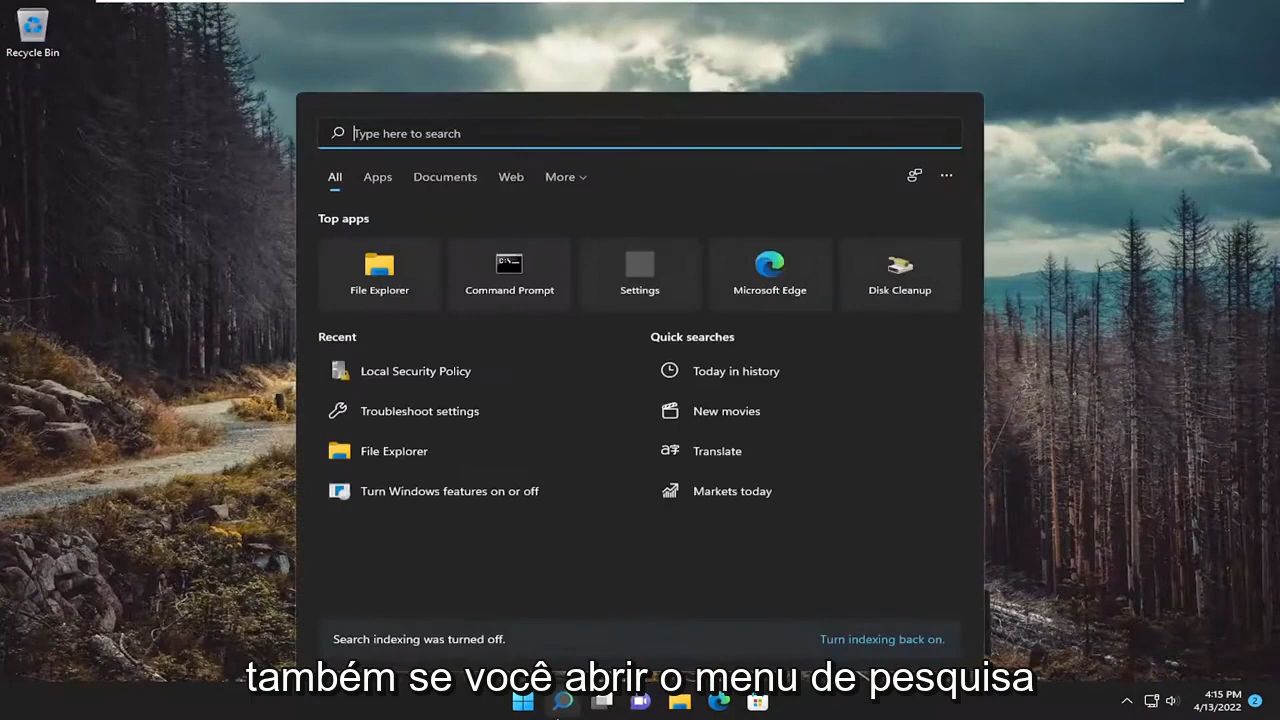 Recycle Bin
Type here to search
All Apps Documents Web More
Top apps
File Explorer Command Prompt Settings Microsoft Edge Disk Cleanup
Recent Quick searches
Local Security Policy Today in history
Troubleshoot settings New movies
File Explorer Translate
Turn Windows features on or off Markets today
Search indexing was turned off. Turn indexing back on.
também se você abrir o menu de pesquisa
4:15 PM
4/13/2022 2